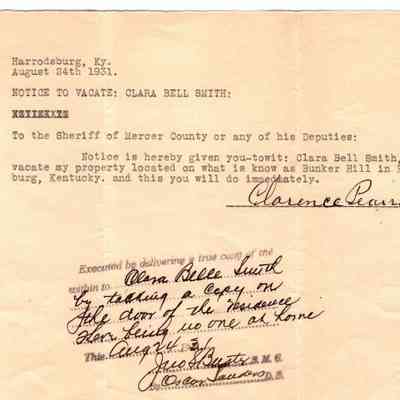 Harrodsburg, Ky.
August 24th 1931.
NOTICE TO VACATE: CLARA BELL SMITH:
To the Sheriff of Mercer County or any of his Deputies:
Notice is hereby given you-towit: Clara Bell Smith,
vacate my property located on what is know as Bunker Hill in
burg, Kentucky. and this you will do immediately.
Clarence
Executed by delivering a true copy of the
within to Clara Belle Smith
by tacking a copy on
the door of the residence
there being no one at home
This Aug 24 31
S. M. C.
Oscar Sanders D. S.